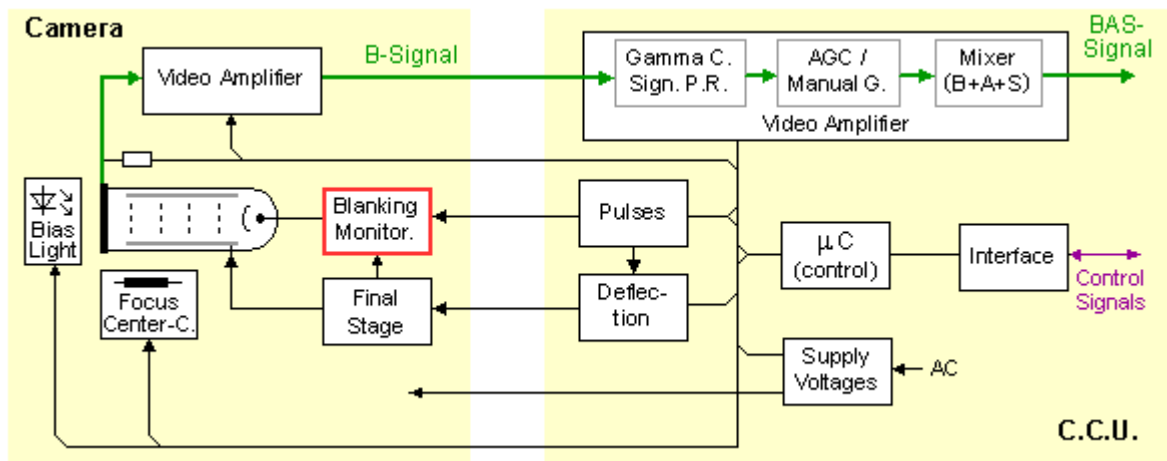 Camera
BAS-
Signal
B-Signal
Video Amplifier
Gamma C.
Sign. P.R.
AGC /
Manual G.
Mixer
(B+A+S)
Video Amplifier
Bias
Light
Blanking
Monitor.
Pulses
μC
(control)
Interface
Control
Signals
Focus
Center-C.
Final
Stage
Deflec-
tion
Supply
Voltages
AC
C.C.U.